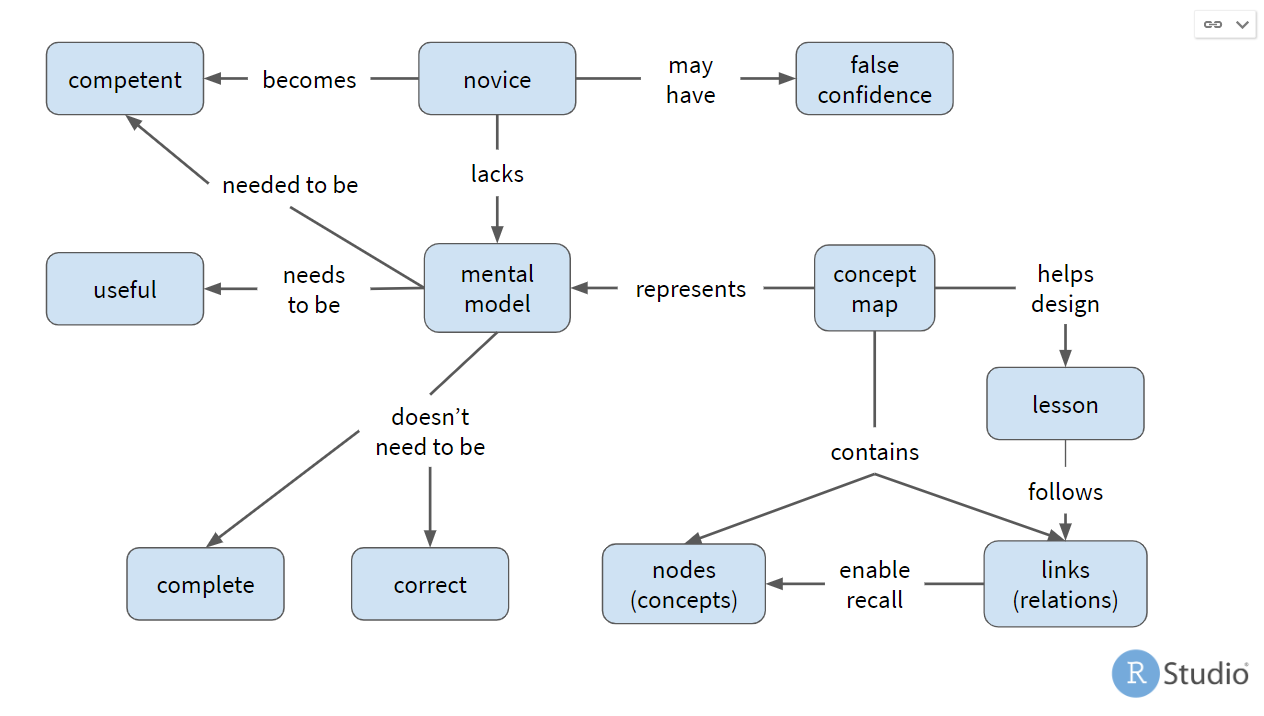 competent
becomes
novice
may
have
false
confidence
needed to be
lacks
useful
needs
to be
mental
model
represents
concept
map
helps
design
lesson
doesn’t
need to be
contains
follows
complete
correct
nodes
(concepts)
enable
recall
links
(relations)
R Studio®